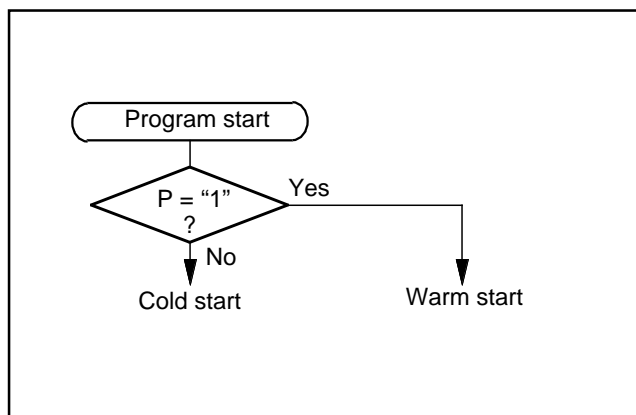 Program start
P = “1”
?
Yes
No
Cold start
Warm start